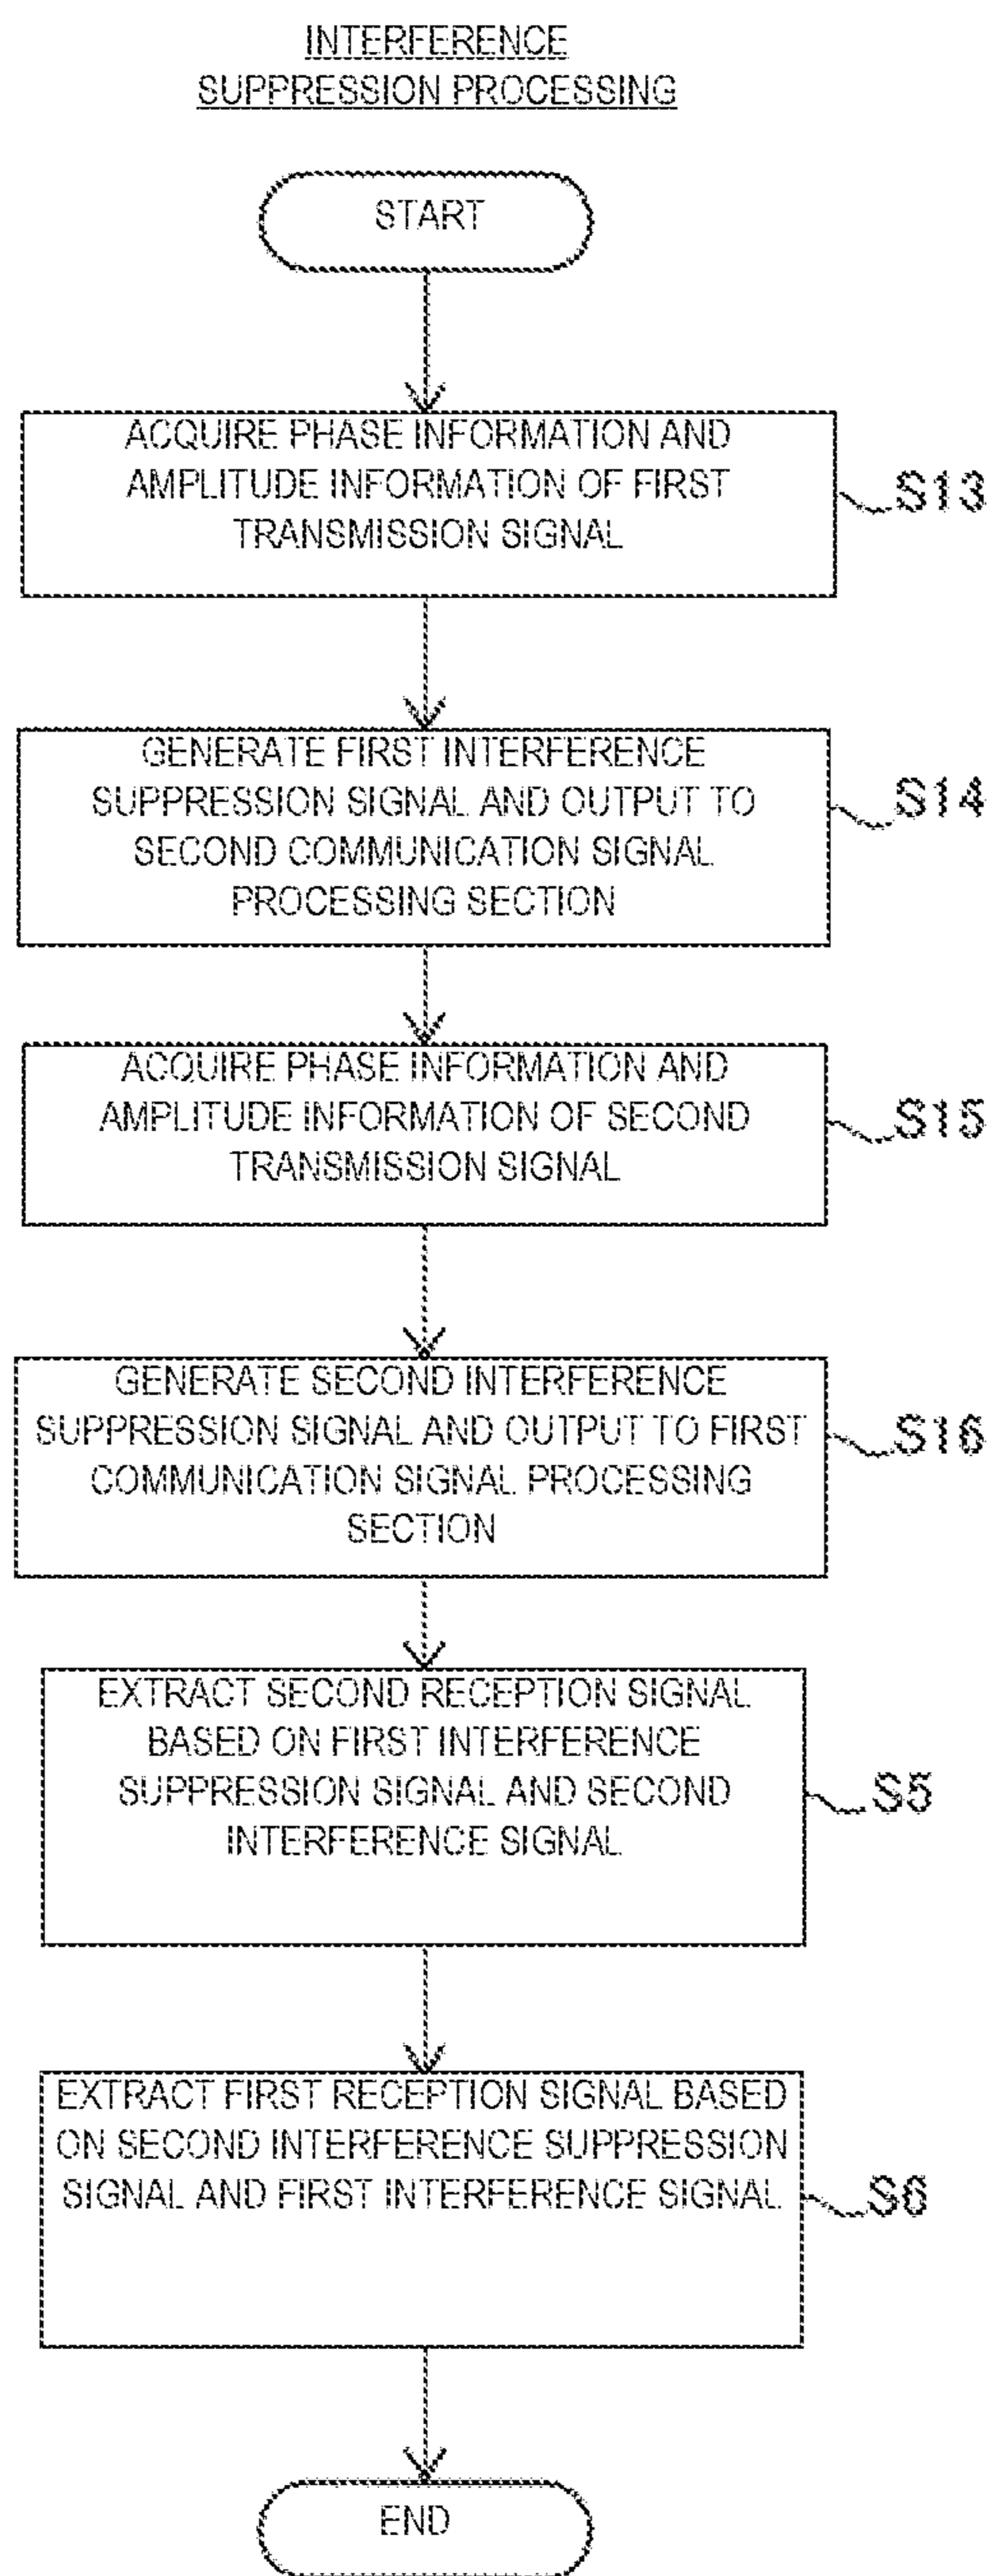 INTERFERENCE
SUPPRESSION PROCESSING
START
ACQUIRE PHASE INFORMATION AND
AMPLITUDE INFORMATION OF FIRST
TRANSMISSION SIGNAL
S13
GENERATE FIRST INTERFERENCE
SUPPRESSION SIGNAL AND OUTPUT TO
SECOND COMMUNICATION SIGNAL
PROCESSING SECTION
S14
ACQUIRE PHASE INFORMATION AND
AMPLITUDE INFORMATION OF SECOND
TRANSMISSION SIGNAL
S15
GENERATE SECOND INTERFERENCE
SUPPRESSION SIGNAL AND OUTPUT TO FIRST
COMMUNICATION SIGNAL PROCESSING
SECTION
S16
EXTRACT SECOND RECEPTION SIGNAL
BASED ON FIRST INTERFERENCE
SUPPRESSION SIGNAL AND SECOND
INTERFERENCE SIGNAL
S5
EXTRACT FIRST RECEPTION SIGNAL BASED
ON SECOND INTERFERENCE SUPPRESSION
SIGNAL AND FIRST INTERFERENCE SIGNAL
S6
END